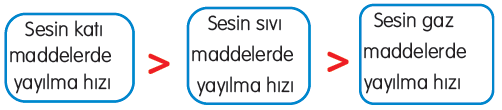 Sesin katı
maddelerde
yayılma hızı
>
Sesin sıvı
maddelerde
yayılma hızı
>
Sesin gaz
maddelerde
yayılma hızı